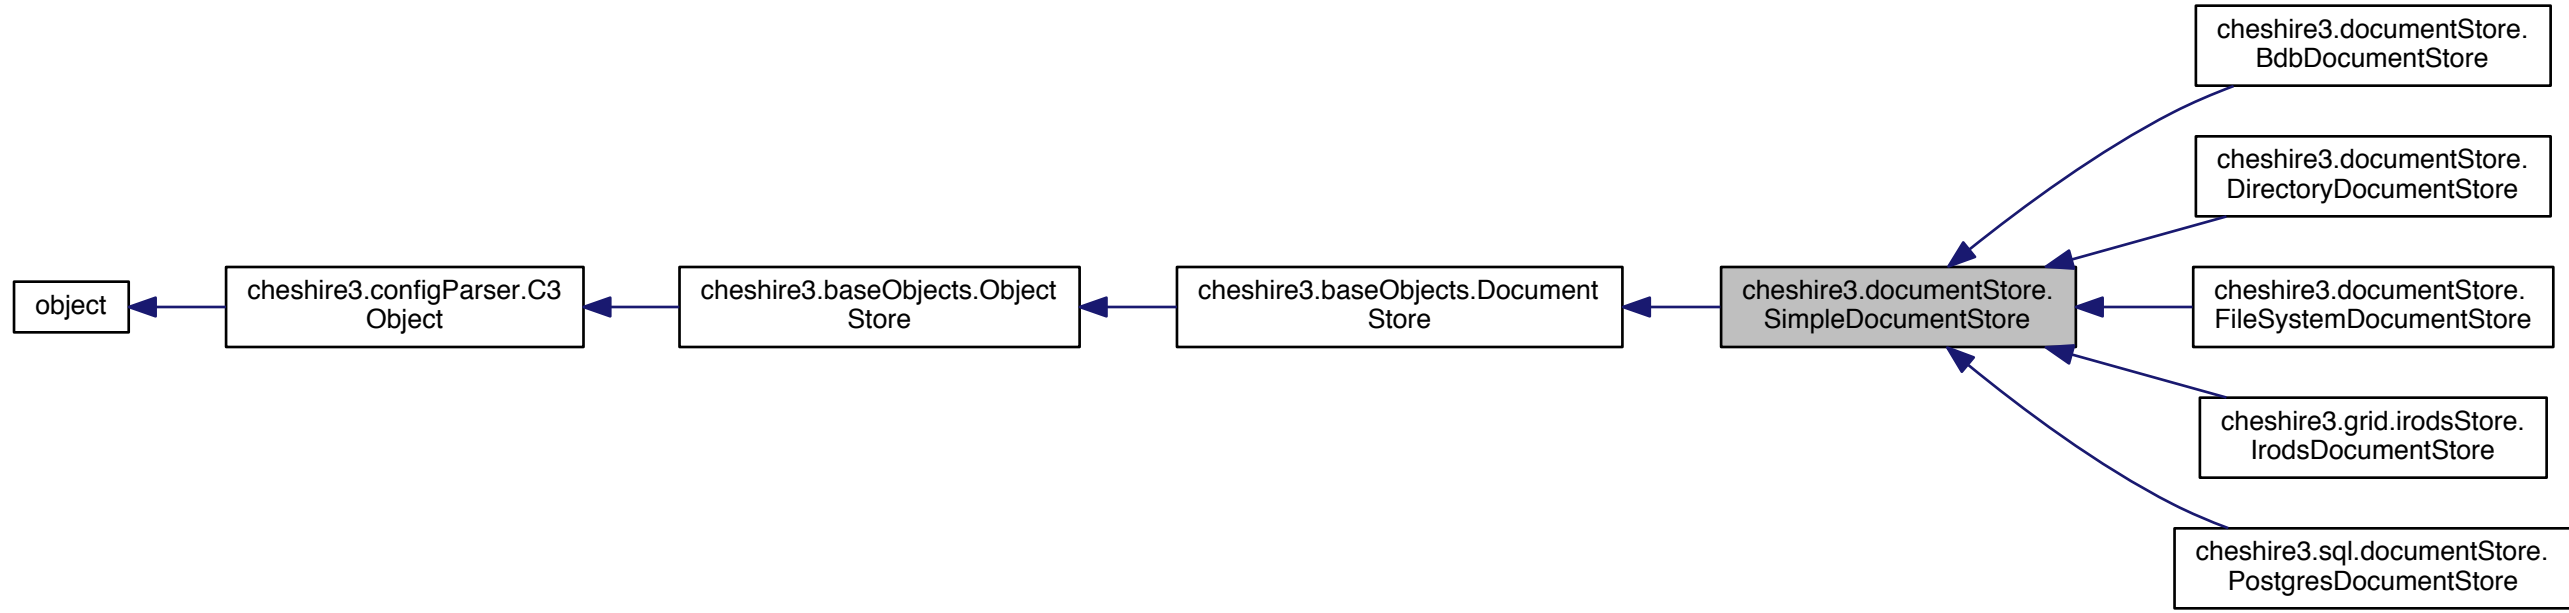 object
cheshire3.configParser.C3
Object
cheshire3.baseObjects.Object
Store
cheshire3.baseObjects.Document
Store
cheshire3.documentStore.
SimpleDocumentStore
cheshire3.documentStore.
BdbDocumentStore
cheshire3.documentStore.
DirectoryDocumentStore
cheshire3.documentStore.
FileSystemDocumentStore
cheshire3.grid.irodsStore.
IrodsDocumentStore
cheshire3.sql.documentStore.
PostgresDocumentStore